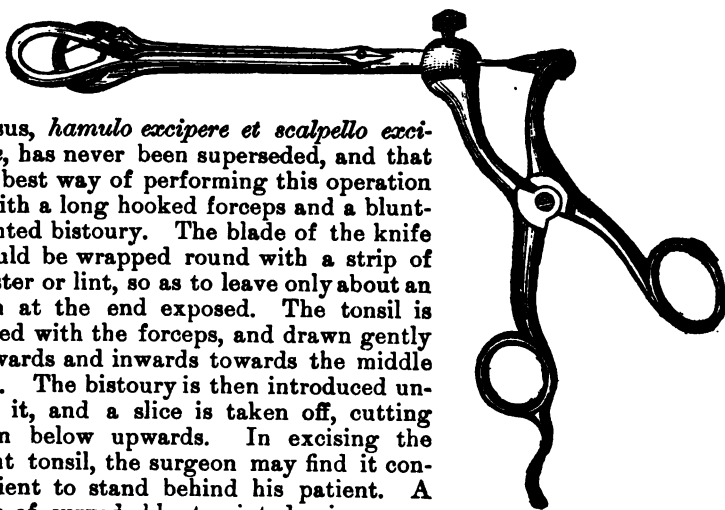 sus, hamulo excipere et scalpello exci-
, has never been superseded, and that
best way of performing this operation
ith a long hooked forceps and a blunt-
nted bistoury. The blade of the knife
uld be wrapped round with a strip of
ster or lint, so as to leave only about an
at the end exposed. The tonsil is
ed with the forceps, and drawn gently
wards and inwards towards the middle
. The bistoury is then introduced un-
it, and a slice is taken off, cutting
n below upwards. In excising the
nt tonsil, the surgeon may find it con-
ient to stand behind his patient. A